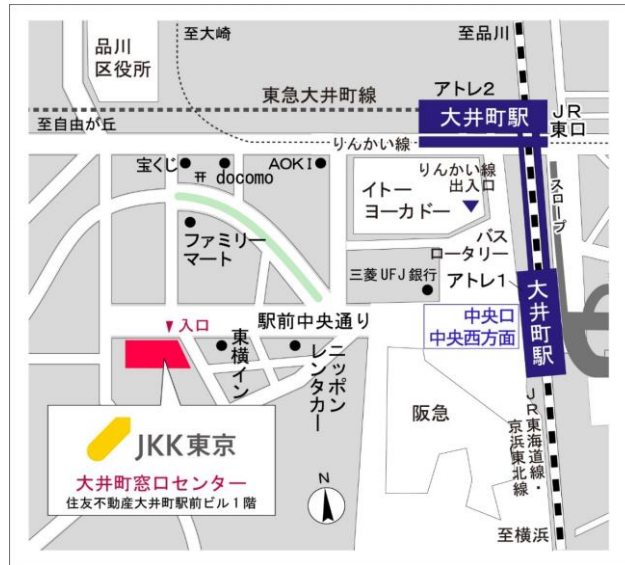 至大崎
至品川
品川
区役所
アトレ2
東急大井町線
大井町駅
JR
東口
至自由が丘
りんかい線
宝くじ
docomo
AOKI
りんかい線
出入口
イトー
ヨーカドー
スロープ
ファミリー
マート
バス
ロータリー
三菱UFJ銀行
アトレ1
大井町駅
入口
駅前中央通り
中央口
中央西方面
東横イン
ニッポン
レンタカー
阪急
JR東海道線・
京浜東北線
JKK東京
大井町窓口センター
住友不動産大井町駅前ビル1階
N
至横浜